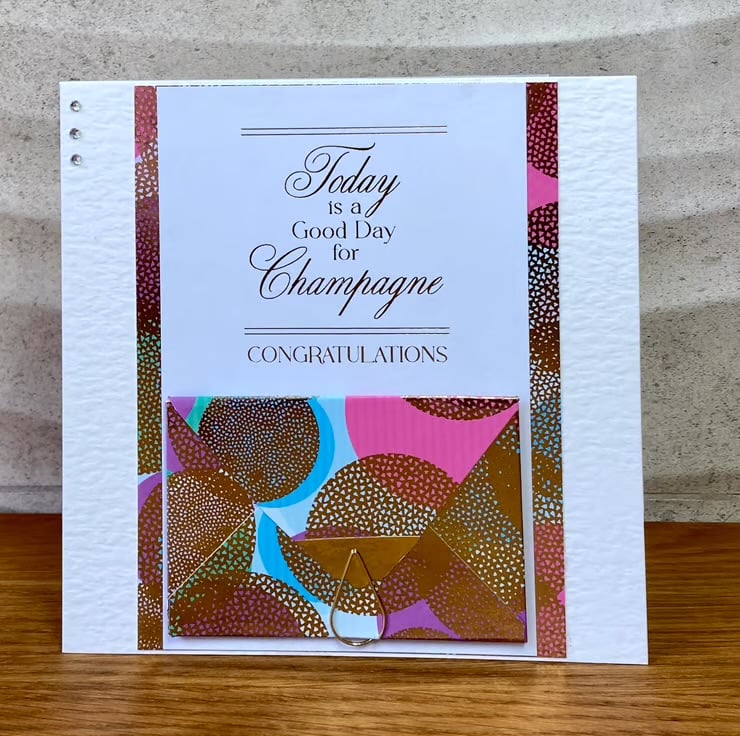 Today
is a
Good Day
for
Champagne
CONGRATULATIONS